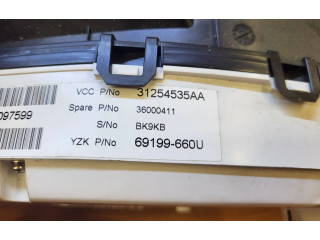 VCC P/No 31254535AA
Spare P/No 36000411
097599
S/No BK9KB
YZK P/No 69199-660U